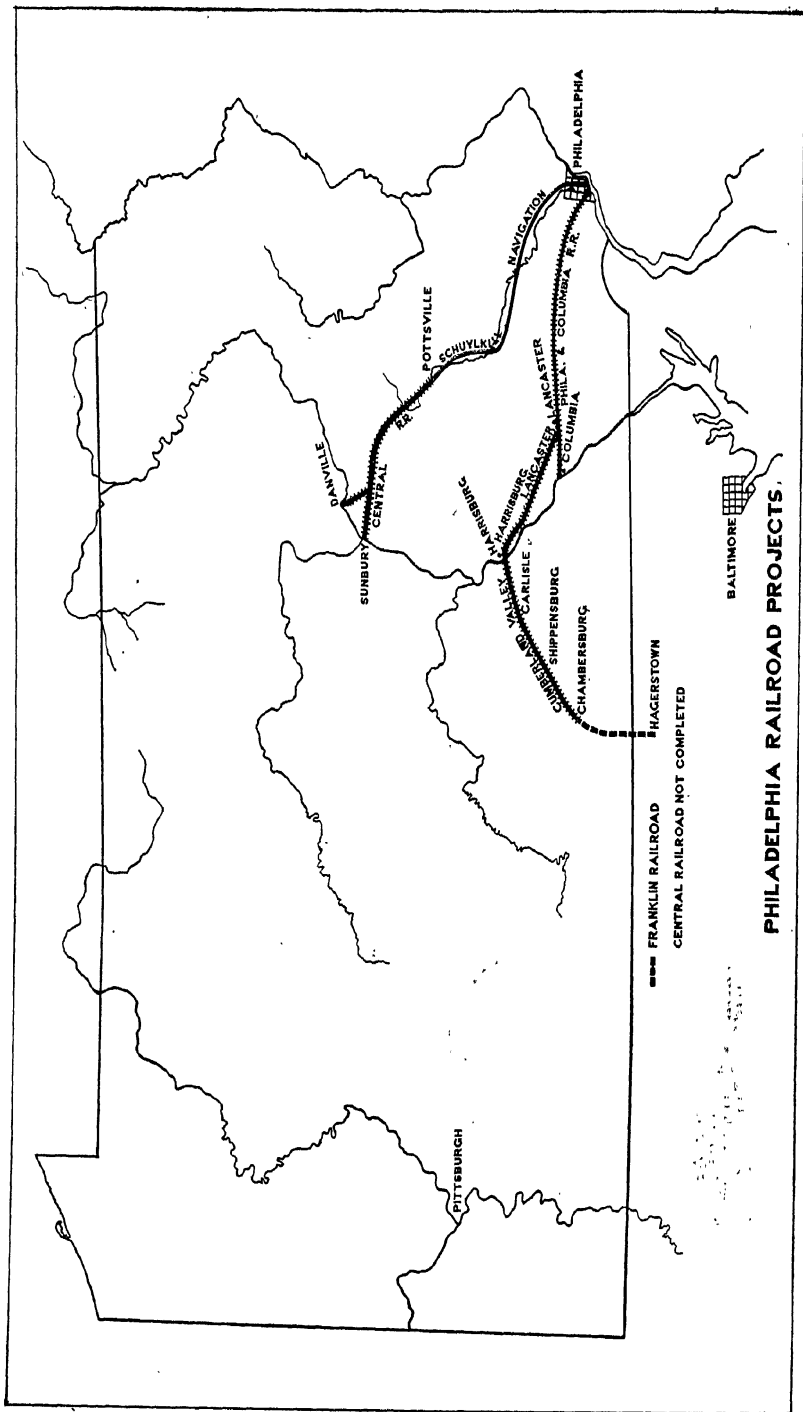 DANVILLE
SUNBURY
CENTRAL
R.R.
POTTSVILLE
SCHUYLKILL
NAVIGATION
PHILADELPHIA
PITTSBURGH
HARRISBURG
HARRISBURG
LANCASTER
LANCASTER
PHILA. & COLUMBIA R.R.
COLUMBIA
CUMBERLAND VALLEY
CARLISLE
SHIPPENSBURG
CHAMBERSBURG
HAGERSTOWN
BALTIMORE
FRANKLIN RAILROAD
CENTRAL RAILROAD NOT COMPLETED
PHILADELPHIA RAILROAD PROJECTS.